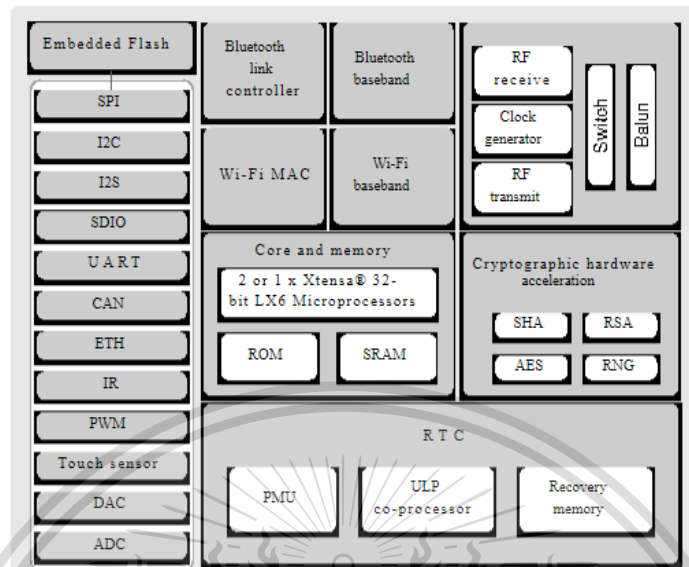 Embedded Flash
SPI
I2C
I2S
SDIO
UART
CAN
ETH
IR
PWM
Touch sensor
DAC
ADC
Bluetooth
link
controller
Bluetooth
baseband
Wi-Fi MAC
Wi-Fi
baseband
RF
receive
Clock
generator
RF
transmit
Switch
Balun
Core and memory
2 or 1 x Xtensa® 32-
bit LX6 Microprocessors
ROM
SRAM
Cryptographic hardware
acceleration
SHA
RSA
AES
RNG
RTC
PMU
ULP
co-processor
Recovery
memory